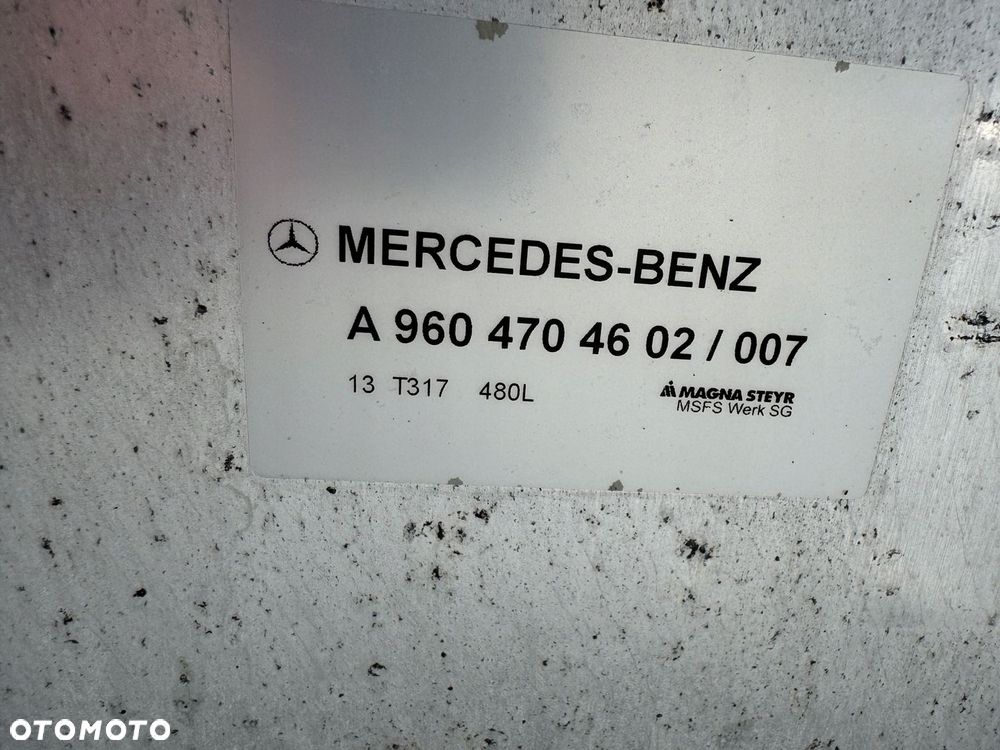 MERCEDES-BENZ
A 960 470 46 02 / 007
13 T317 480L
MAGNA STEYR
MSFS Werk SG
OTOMOTO